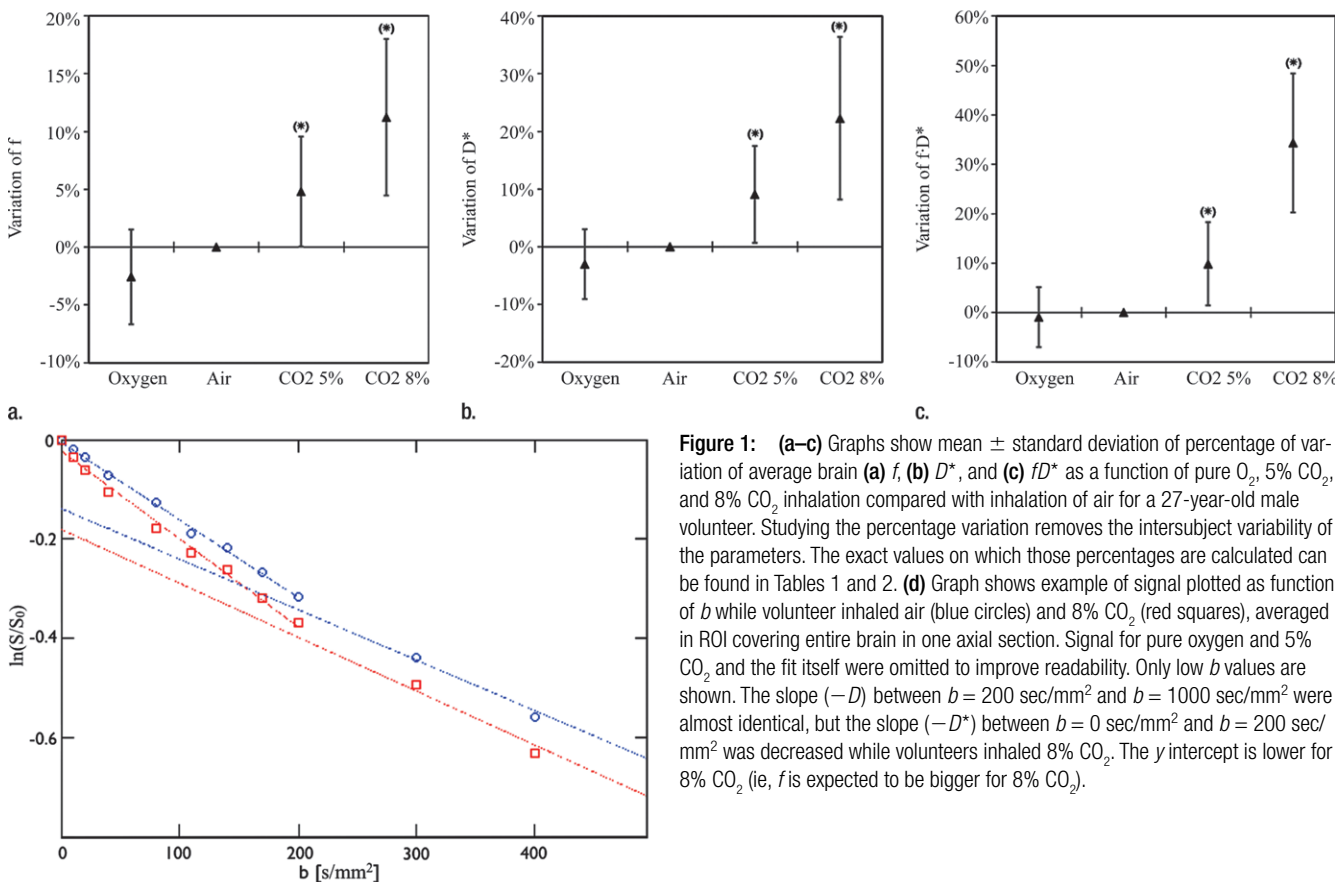 20%
15%
10%
5%
0%
-5%
-10%
Variation of f
(*)
(*)
Oxygen Air CO2 5% CO2 8%
a.
40%
30%
20%
10%
0%
-10%
-20%
Variation of D*
(*)
(*)
Oxygen Air CO2 5% CO2 8%
b.
60%
50%
40%
30%
20%
10%
0%
-10%
Variation of f·D*
(*)
(*)
Oxygen Air CO2 5% CO2 8%
c.
0
-0.2
-0.4
-0.6
ln(S/S₀)
0 100 200 300 400
b [s/mm²]
Figure 1: (a–c) Graphs show mean ± standard deviation of percentage of var-
iation of average brain (a) f, (b) D*, and (c) fD* as a function of pure O₂, 5% CO₂,
and 8% CO₂ inhalation compared with inhalation of air for a 27-year-old male
volunteer. Studying the percentage variation removes the intersubject variability of
the parameters. The exact values on which those percentages are calculated can
be found in Tables 1 and 2. (d) Graph shows example of signal plotted as function
of b while volunteer inhaled air (blue circles) and 8% CO₂ (red squares), averaged
in ROI covering entire brain in one axial section. Signal for pure oxygen and 5%
CO₂ and the fit itself were omitted to improve readability. Only low b values are
shown. The slope (−D) between b = 200 sec/mm² and b = 1000 sec/mm² were
almost identical, but the slope (−D*) between b = 0 sec/mm² and b = 200 sec/
mm² was decreased while volunteers inhaled 8% CO₂. The y intercept is lower for
8% CO₂ (ie, f is expected to be bigger for 8% CO₂).